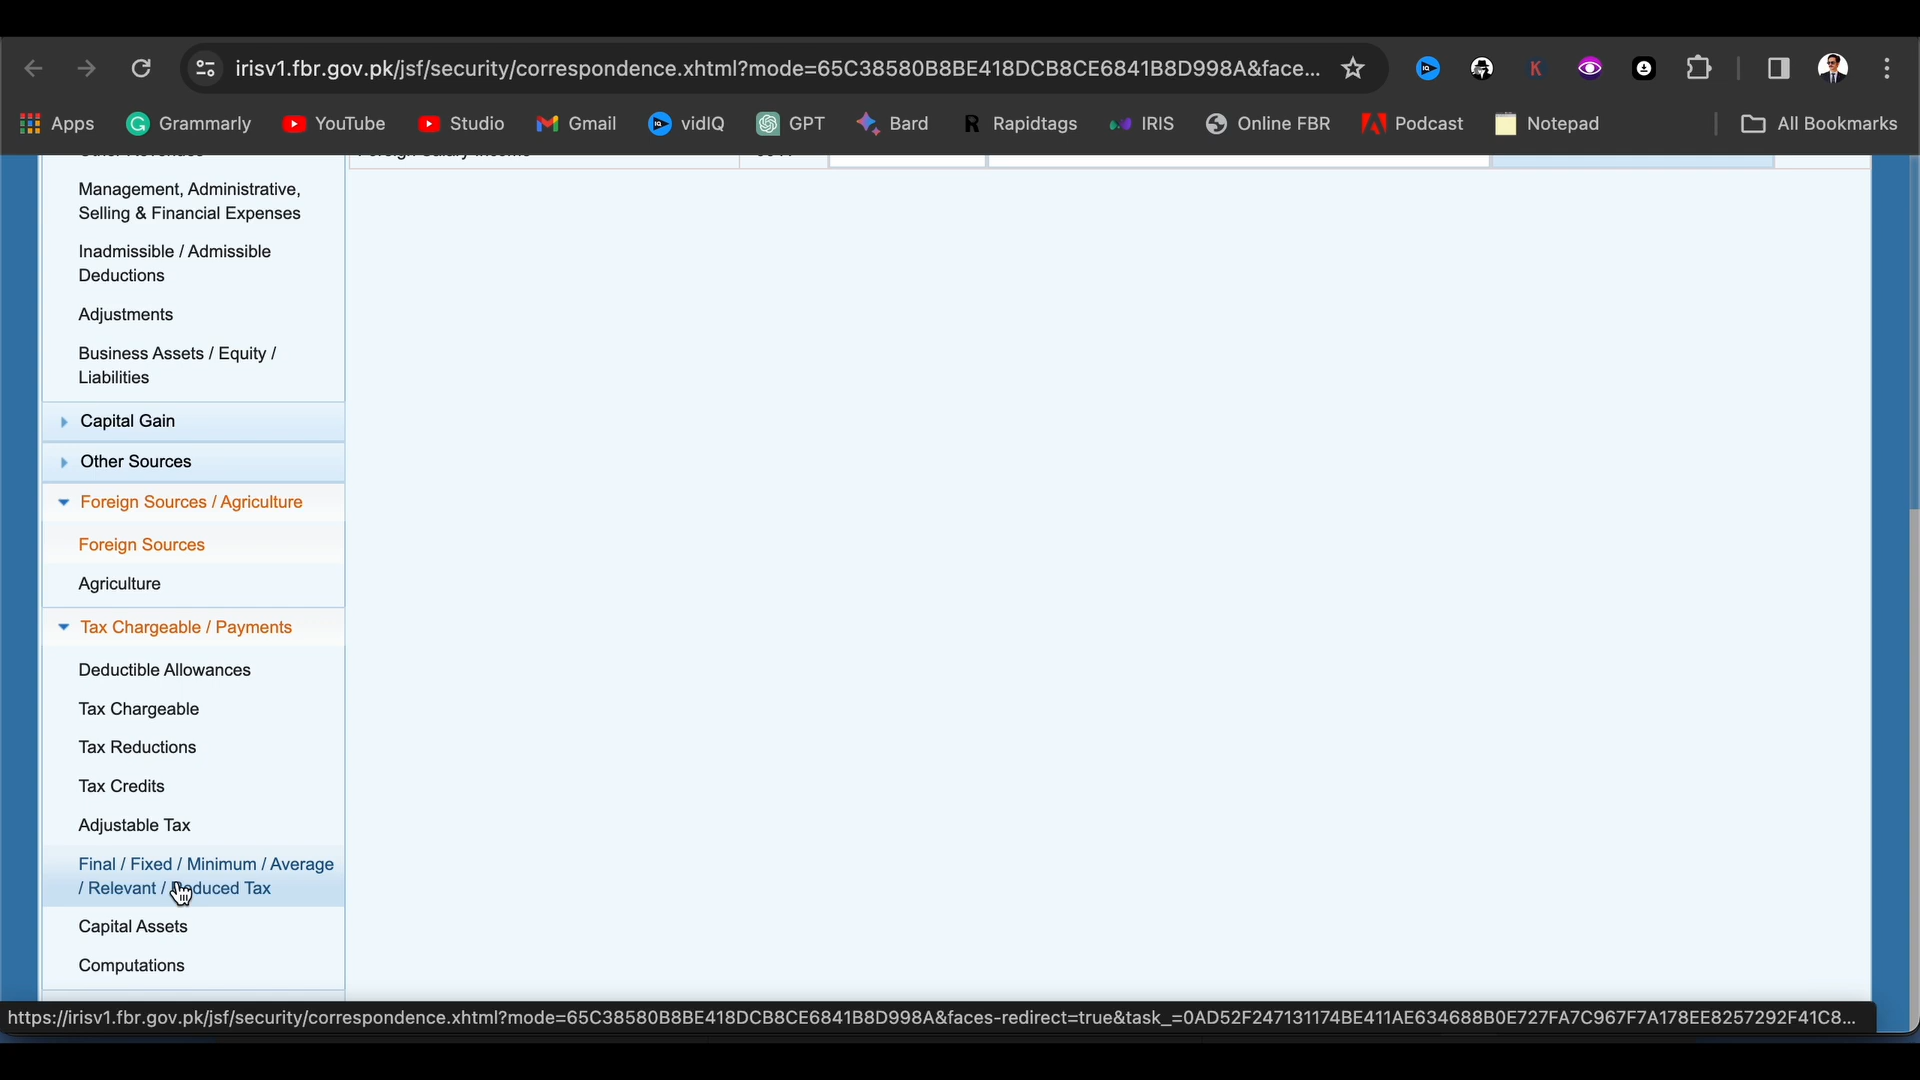 irisv1.fbr.gov.pk/jsf/security/correspondence.xhtml?mode=65C38580B8BE418DCB8CE6841B8D998A&face...
Apps Grammarly YouTube Studio Gmail vidIQ GPT Bard Rapidtags IRIS Online FBR Podcast Notepad All Bookmarks
Management, Administrative,
Selling & Financial Expenses
Inadmissible / Admissible
Deductions
Adjustments
Business Assets / Equity /
Liabilities
Capital Gain
Other Sources
Foreign Sources / Agriculture
Foreign Sources
Agriculture
Tax Chargeable / Payments
Deductible Allowances
Tax Chargeable
Tax Reductions
Tax Credits
Adjustable Tax
Final / Fixed / Minimum / Average
/ Relevant / Reduced Tax
Capital Assets
Computations
https://irisv1.fbr.gov.pk/jsf/security/correspondence.xhtml?mode=65C38580B8BE418DCB8CE6841B8D998A&faces-redirect=true&task_=0AD52F247131174BE411AE634688B0E727FA7C967F7A178EE8257292F41C8...